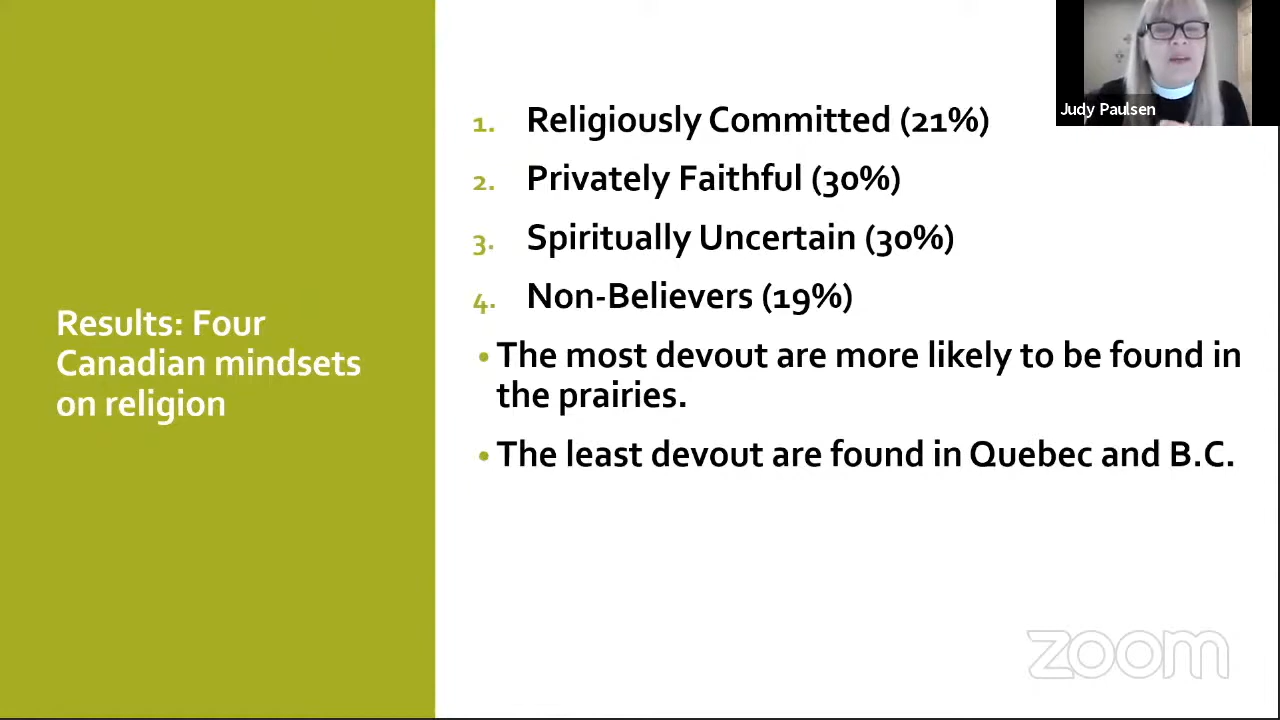 Results: Four
Canadian mindsets
on religion
1. Religiously Committed (21%)
2. Privately Faithful (30%)
3. Spiritually Uncertain (30%)
4. Non-Believers (19%)
• The most devout are more likely to be found in
the prairies.
• The least devout are found in Quebec and B.C.
Judy Paulsen
zoom